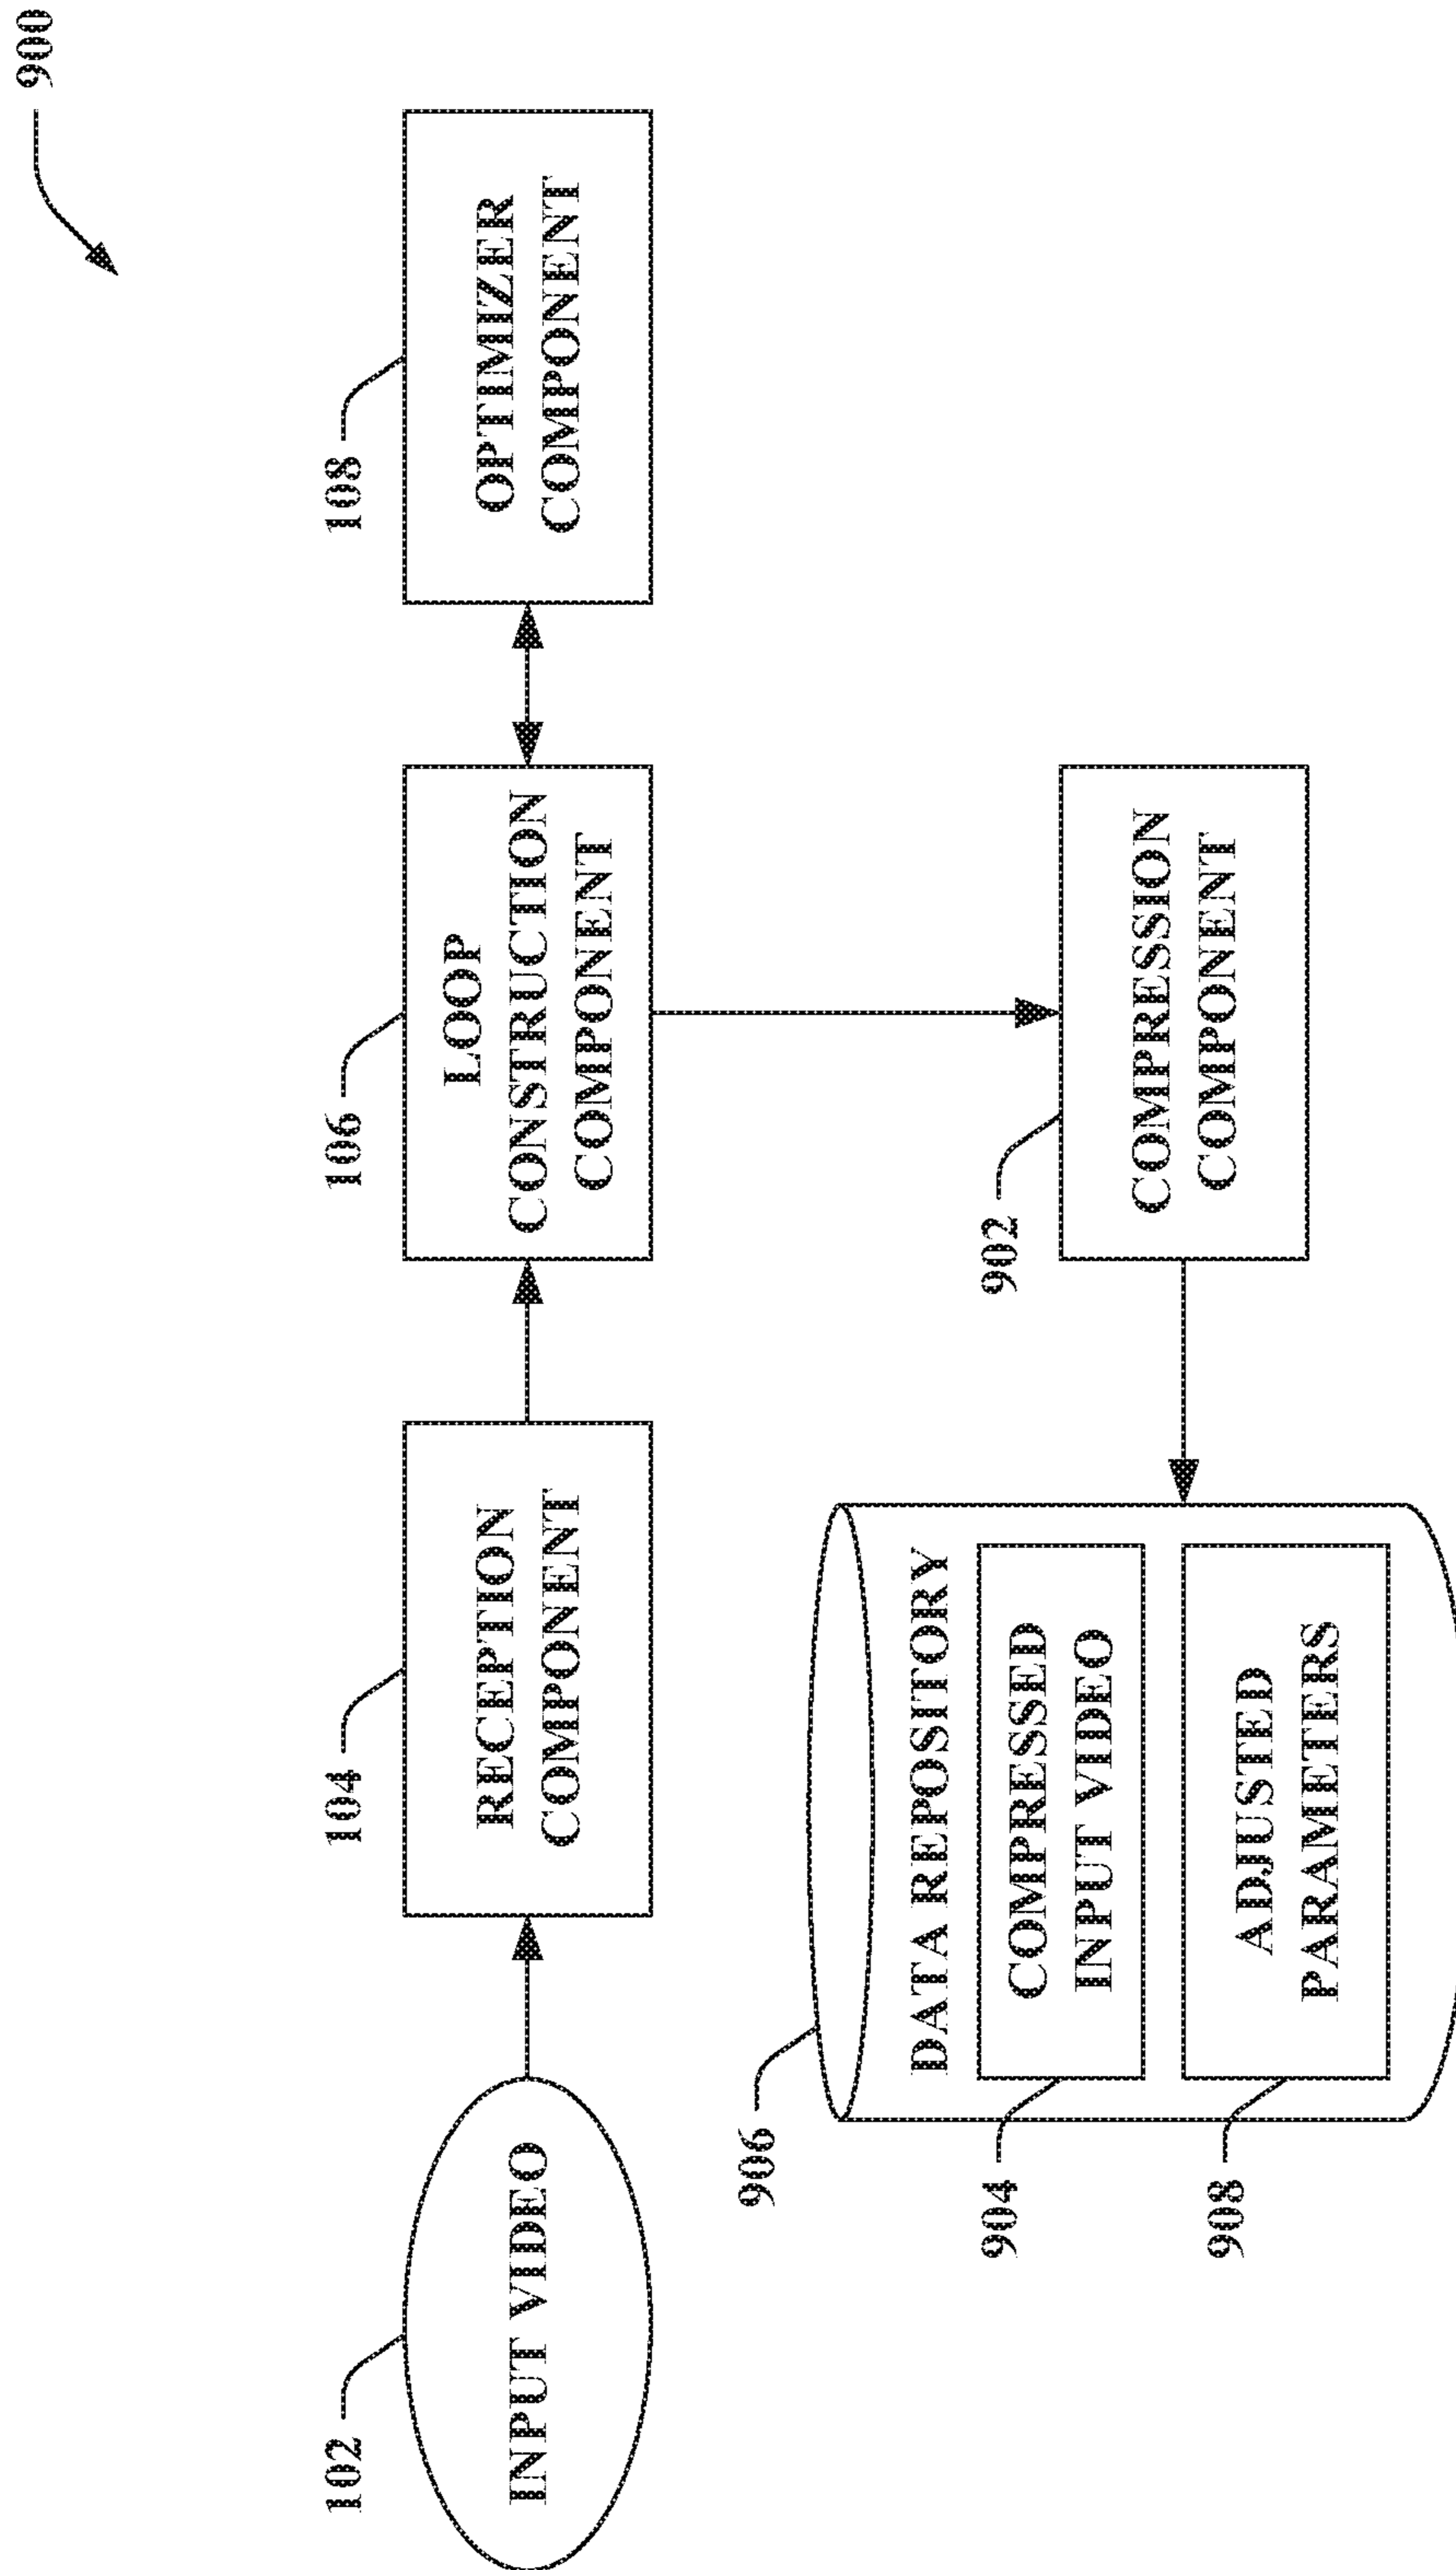 900
102
INPUT VIDEO
104
RECEPTION
COMPONENT
106
LOOP
CONSTRUCTION
COMPONENT
108
OPTIMIZER
COMPONENT
906
DATA REPOSITORY
904
COMPRESSED
INPUT VIDEO
908
ADJUSTED
PARAMETERS
902
COMPRESSION
COMPONENT